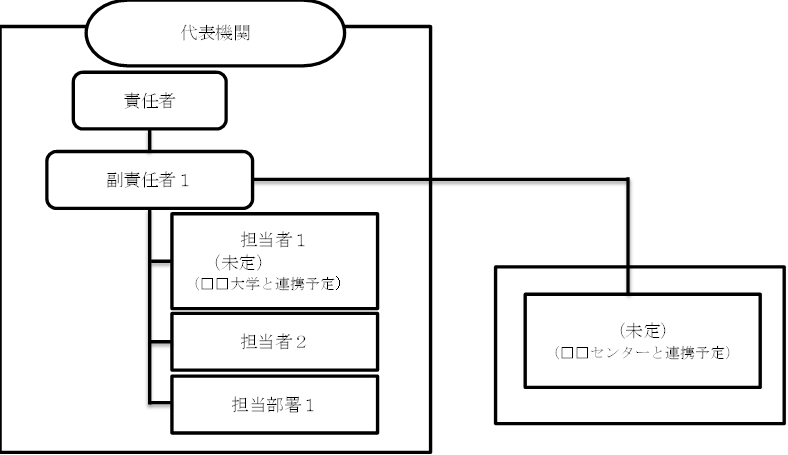 代表機関
責任者
副責任者１
担当者１
（未定）
（□□大学と連携予定）
担当者２
担当部署１
（未定）
（□□センターと連携予定）